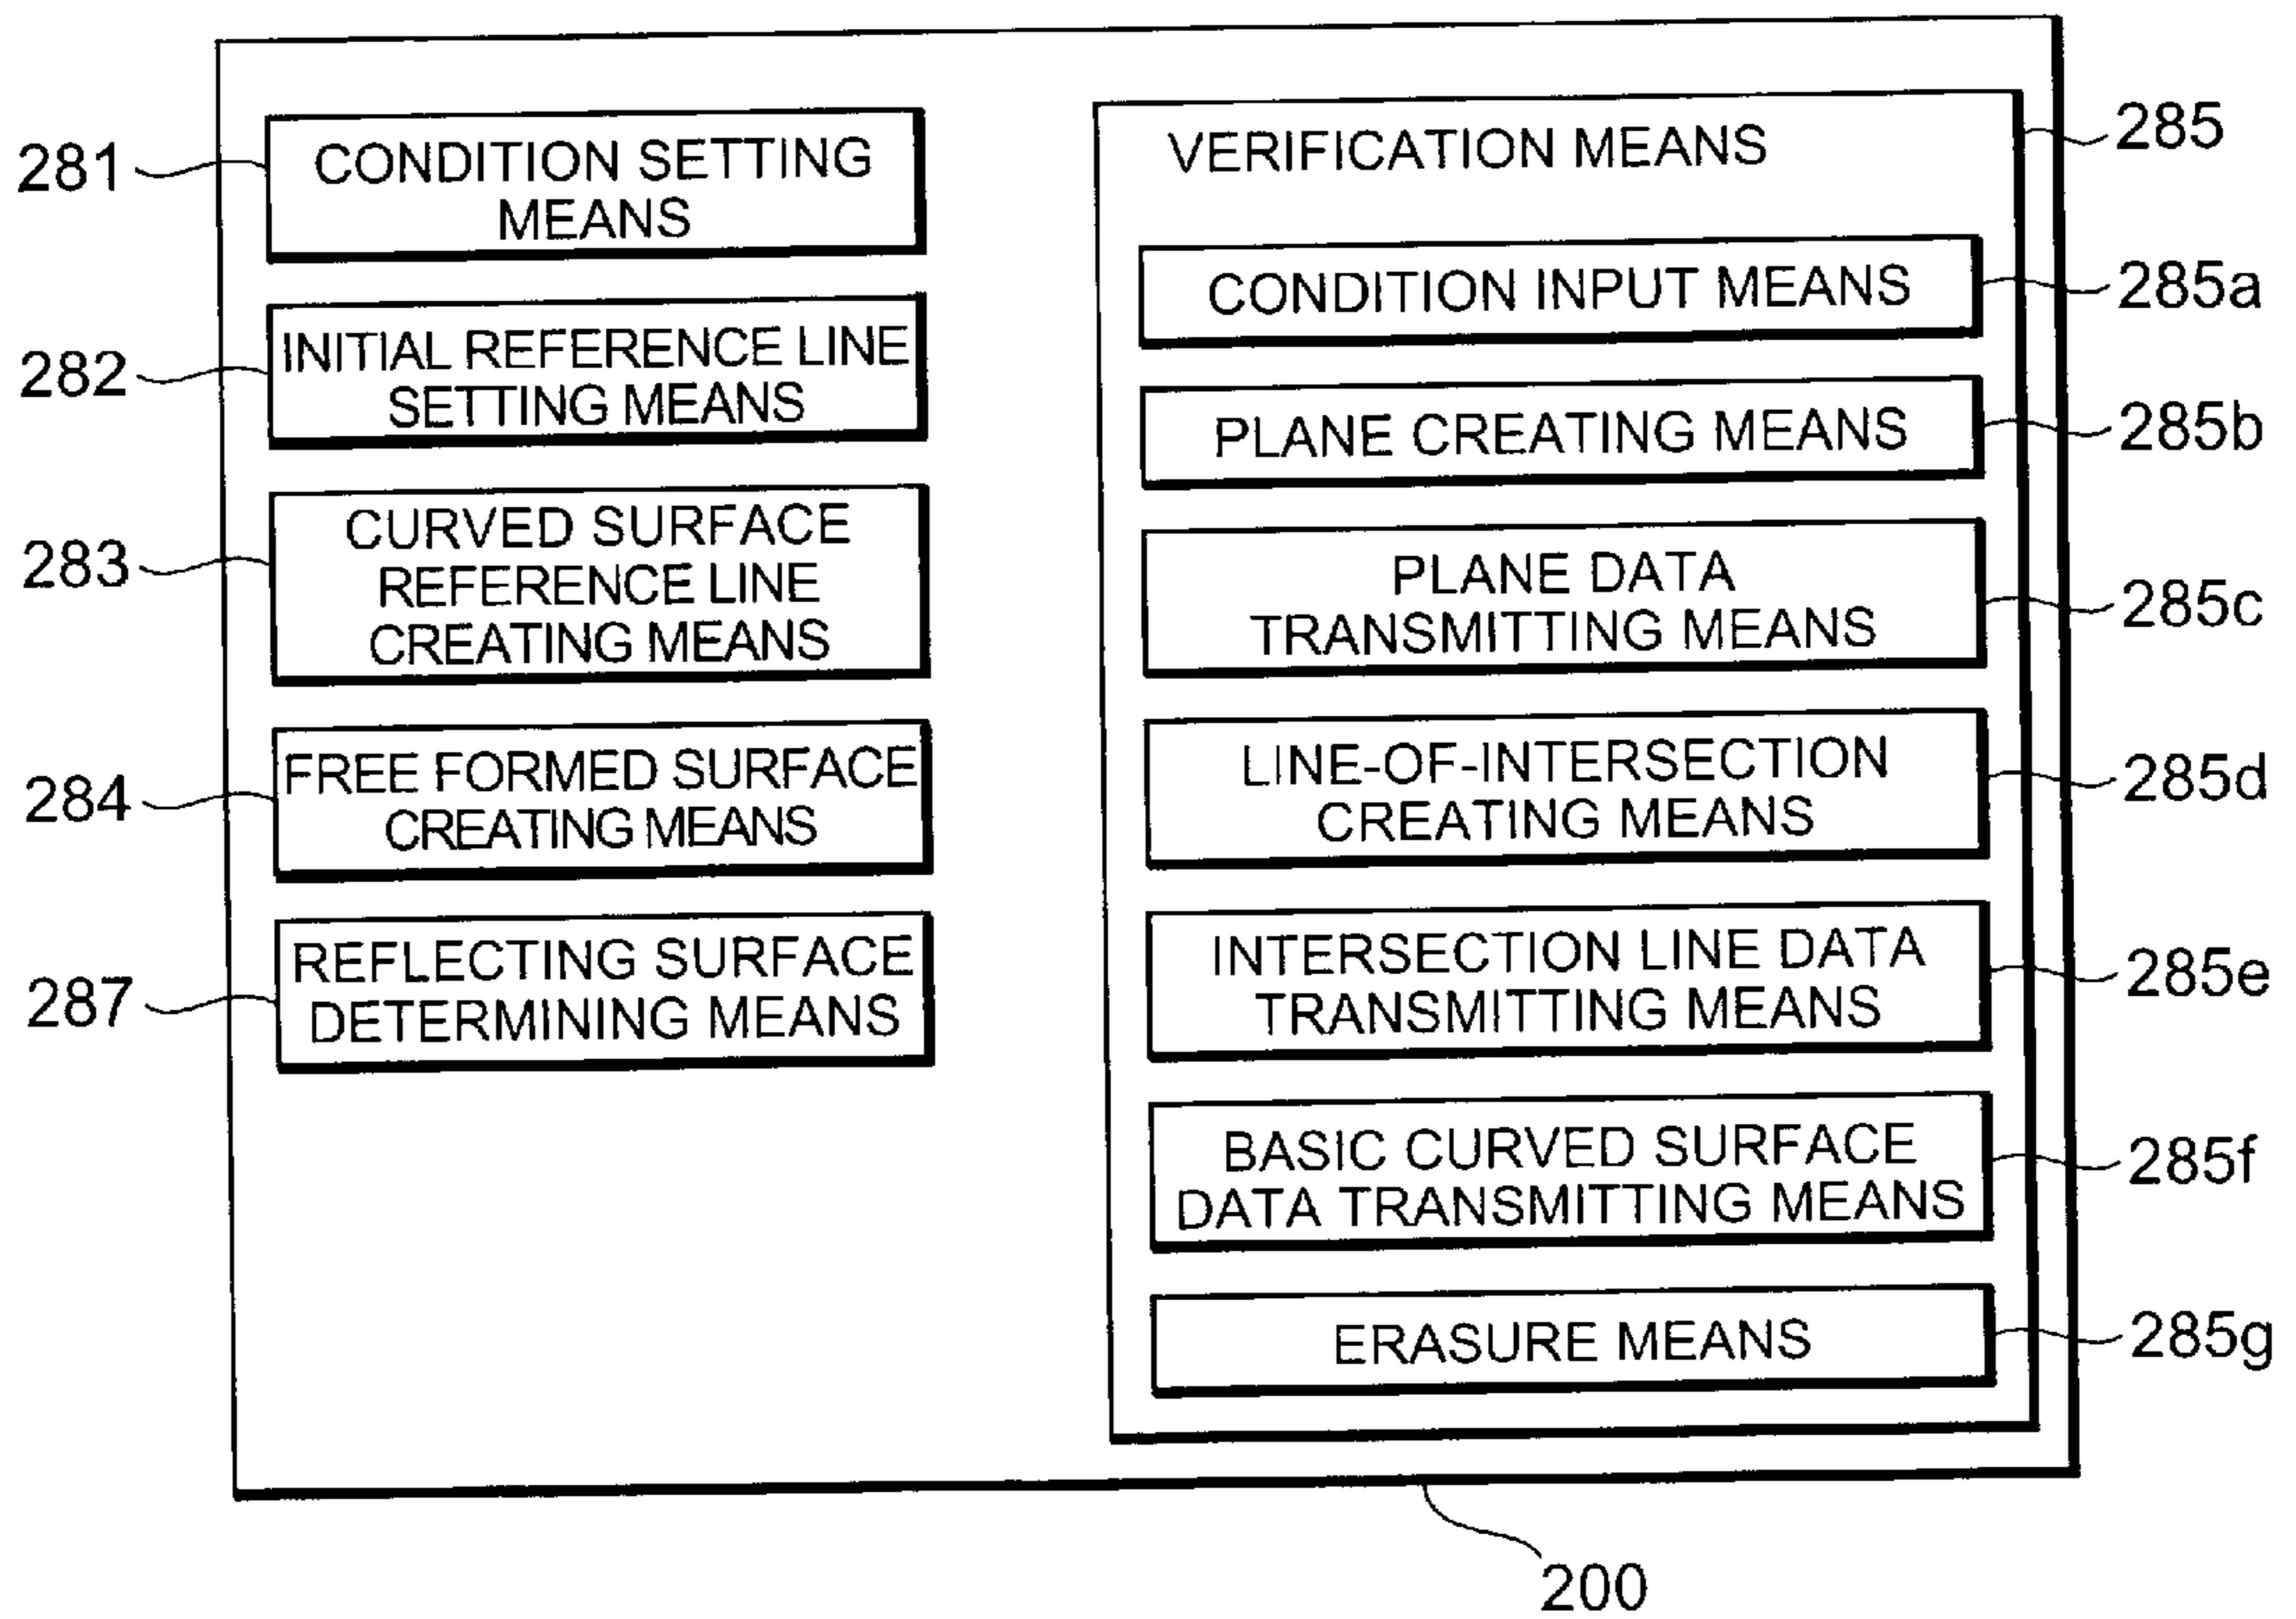 281
CONDITION SETTING
MEANS
282
INITIAL REFERENCE LINE
SETTING MEANS
283
CURVED SURFACE
REFERENCE LINE
CREATING MEANS
284
FREE FORMED SURFACE
CREATING MEANS
287
REFLECTING SURFACE
DETERMINING MEANS
VERIFICATION MEANS
285
CONDITION INPUT MEANS
285a
PLANE CREATING MEANS
285b
PLANE DATA
TRANSMITTING MEANS
285c
LINE-OF-INTERSECTION
CREATING MEANS
285d
INTERSECTION LINE DATA
TRANSMITTING MEANS
285e
BASIC CURVED SURFACE
DATA TRANSMITTING MEANS
285f
ERASURE MEANS
285g
200